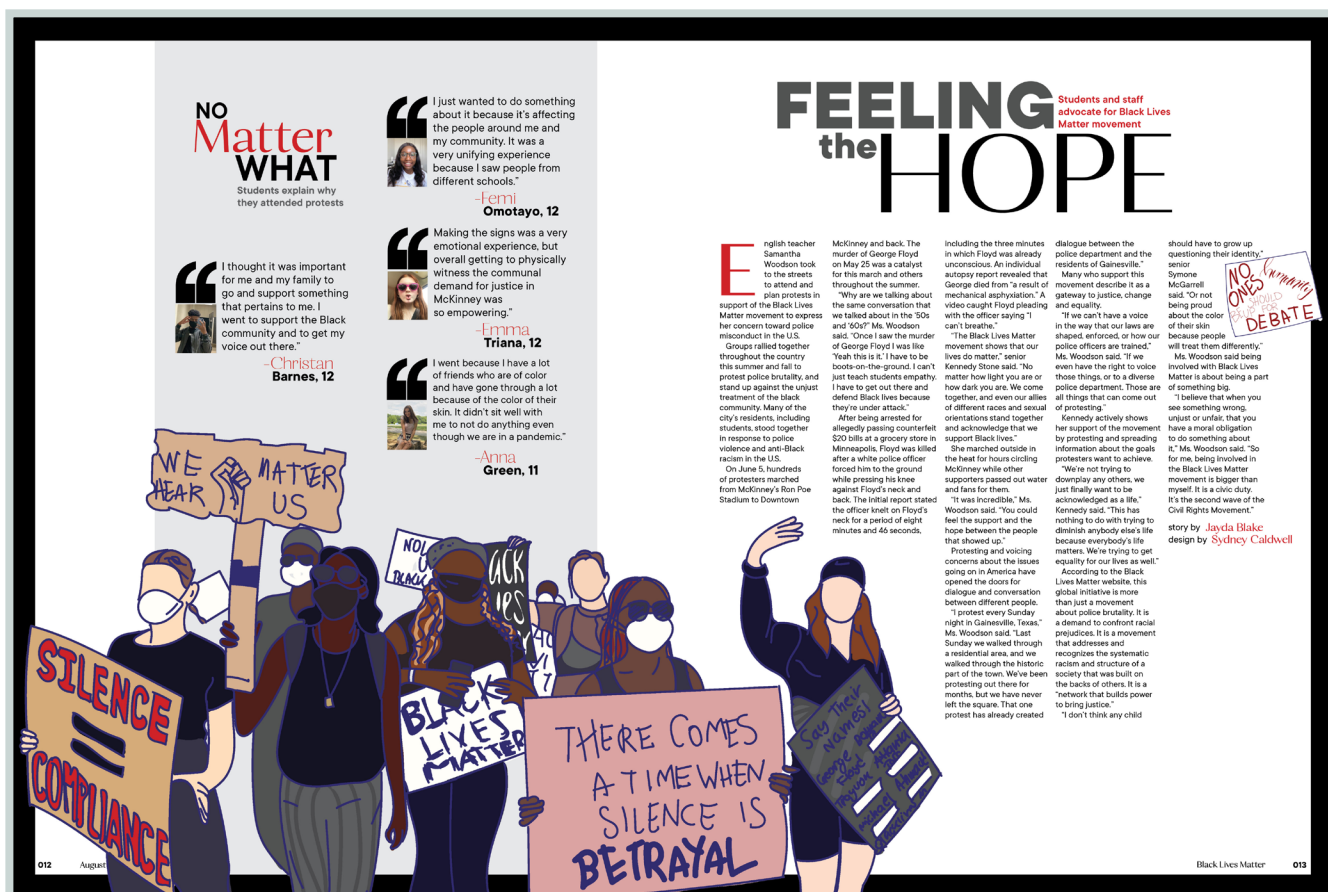 NO
Matter
WHAT
Students explain why
they attended protests
I thought it was important
for me and my family to
go and support something
that pertains to me. I
went to support the Black
community and to get my
voice out there.”
-Christan
Barnes, 12
I just wanted to do something
about it because it’s affecting
the people around me and
my community. It was a
very unifying experience
because I saw people from
different schools.”
-Femi
Omotayo, 12
Making the signs was a very
emotional experience, but
overall getting to physically
witness the communal
demand for justice in
McKinney was
so empowering.”
-Emma
Triana, 12
I went because I have a lot
of friends who are of color
and have gone through a lot
because of the color of their
skin. It didn’t sit well with
me to not do anything even
though we are in a pandemic.”
-Anna
Green, 11
WE MATTER
HEAR US
SILENCE
=
COMPLIANCE
BLACK
LIVES
MATTER
THERE COMES
A TIME WHEN
SILENCE IS
BETRAYAL
Say Their
Names!
George
Floyd
Trayvon
Michael
012
August
FEELING
the
HOPE
Students and staff
advocate for Black Lives
Matter movement
English teacher
Samantha
Woodson took
to the streets
to attend and
plan protests in
support of the Black Lives
Matter movement to express
her concern toward police
misconduct in the U.S.
Groups rallied together
throughout the country
this summer and fall to
protest police brutality, and
stand up against the unjust
treatment of the black
community. Many of the
city’s residents, including
students, stood together
in response to police
violence and anti-Black
racism in the U.S.
On June 5, hundreds
of protesters marched
from McKinney’s Ron Poe
Stadium to Downtown
McKinney and back. The
murder of George Floyd
on May 25 was a catalyst
for this march and others
throughout the summer.
“Why are we talking about
the same conversation that
we talked about in the ’50s
and ’60s?” Ms. Woodson
said. “Once I saw the murder
of George Floyd I was like
‘Yeah this is it.’ I have to be
boots-on-the-ground. I can’t
just teach students empathy.
I have to get out there and
defend Black lives because
they’re under attack.”
After being arrested for
allegedly passing counterfeit
$20 bills at a grocery store in
Minneapolis, Floyd was killed
after a white police officer
forced him to the ground
while pressing his knee
against Floyd’s neck and
back. The initial report stated
the officer knelt on Floyd’s
neck for a period of eight
minutes and 46 seconds,
including the three minutes
in which Floyd was already
unconscious. An individual
autopsy report revealed that
George died from “a result of
mechanical asphyxiation.” A
video caught Floyd pleading
with the officer saying “I
can’t breathe.”
“The Black Lives Matter
movement shows that our
lives do matter,” senior
Kennedy Stone said. “No
matter how light you are or
how dark you are. We come
together, and even our allies
of different races and sexual
orientations stand together
and acknowledge that we
support Black lives.”
She marched outside in
the heat for hours circling
McKinney while other
supporters passed out water
and fans for them.
“It was incredible,” Ms.
Woodson said. “You could
feel the support and the
hope between the people
that showed up.”
Protesting and voicing
concerns about the issues
going on in America have
opened the doors for
dialogue and conversation
between different people.
“I protest every Sunday
night in Gainesville, Texas,”
Ms. Woodson said. “Last
Sunday we walked through
a residential area, and we
walked through the historic
part of the town. We’ve been
protesting out there for
months, but we have never
left the square. That one
protest has already created
dialogue between the
police department and the
residents of Gainesville.”
Many who support this
movement describe it as a
gateway to justice, change
and equality.
“If we can’t have a voice
in the way that our laws are
shaped, enforced, or how our
police officers are trained,”
Ms. Woodson said. “If we
even have the right to voice
those things, or to a diverse
police department. Those are
all things that can come out
of protesting.”
Kennedy actively shows
her support of the movement
by protesting and spreading
information about the goals
protesters want to achieve.
“We’re not trying to
downplay any others, we
just finally want to be
acknowledged as a life,”
Kennedy said. “This has
nothing to do with trying to
diminish anybody else’s life
because everybody’s life
matters. We’re trying to get
equality for our lives as well.”
According to the Black
Lives Matter website, this
global initiative is more
than just a movement
about police brutality. It is
a demand to confront racial
prejudices. It is a movement
that addresses and
recognizes the systematic
racism and structure of a
society that was built on
the backs of others. It is a
“network that builds power
to bring justice.”
“I don’t think any child
should have to grow up
questioning their identity,”
senior
Symone
McGarrell
said. “Or not
being proud
about the color
of their skin
because people
will treat them differently.”
Ms. Woodson said being
involved with Black Lives
Matter is about being a part
of something big.
“I believe that when you
see something wrong,
unjust or unfair, that you
have a moral obligation
to do something about
it,” Ms. Woodson said. “So
for me, being involved in
the Black Lives Matter
movement is bigger than
myself. It is a civic duty.
It’s the second wave of the
Civil Rights Movement.”
NO
ONES humanity
SHOULD
BE UP FOR
DEBATE
story by Jayda Blake
design by Sydney Caldwell
Black Lives Matter
013